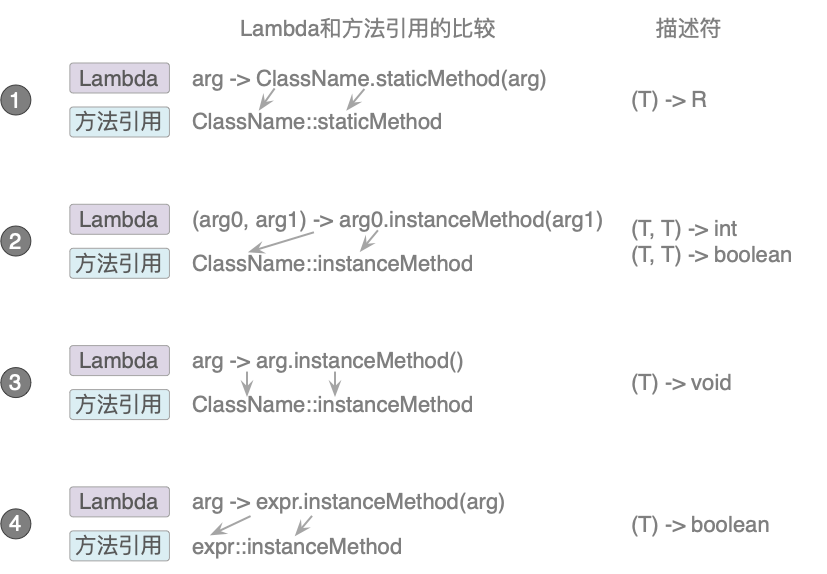 Lambda和方法引用的比较 描述符
1
Lambda arg -> ClassName.staticMethod(arg)
方法引用 ClassName::staticMethod
(T) -> R
2
Lambda (arg0, arg1) -> arg0.instanceMethod(arg1)
方法引用 ClassName::instanceMethod
(T, T) -> int
(T, T) -> boolean
3
Lambda arg -> arg.instanceMethod()
方法引用 ClassName::instanceMethod
(T) -> void
4
Lambda arg -> expr.instanceMethod(arg)
方法引用 expr::instanceMethod
(T) -> boolean